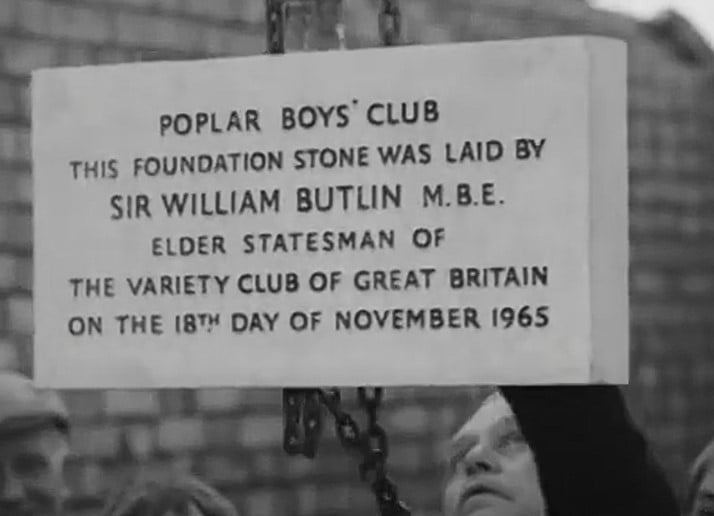 POPLAR BOYS' CLUB
THIS FOUNDATION STONE WAS LAID BY
SIR WILLIAM BUTLIN M.B.E.
ELDER STATESMAN OF
THE VARIETY CLUB OF GREAT BRITAIN
ON THE 18TH DAY OF NOVEMBER 1965